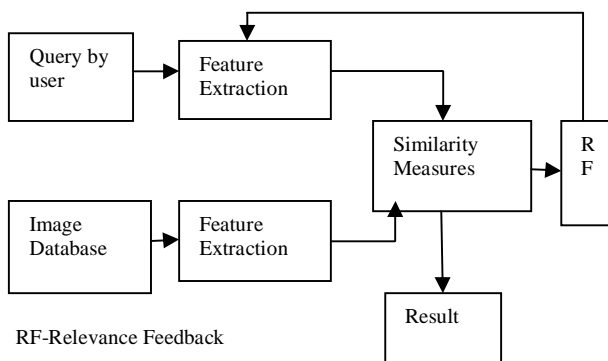 Query by
user
Feature
Extraction
Similarity
Measures
R
F
Image
Database
Feature
Extraction
Result
RF-Relevance Feedback